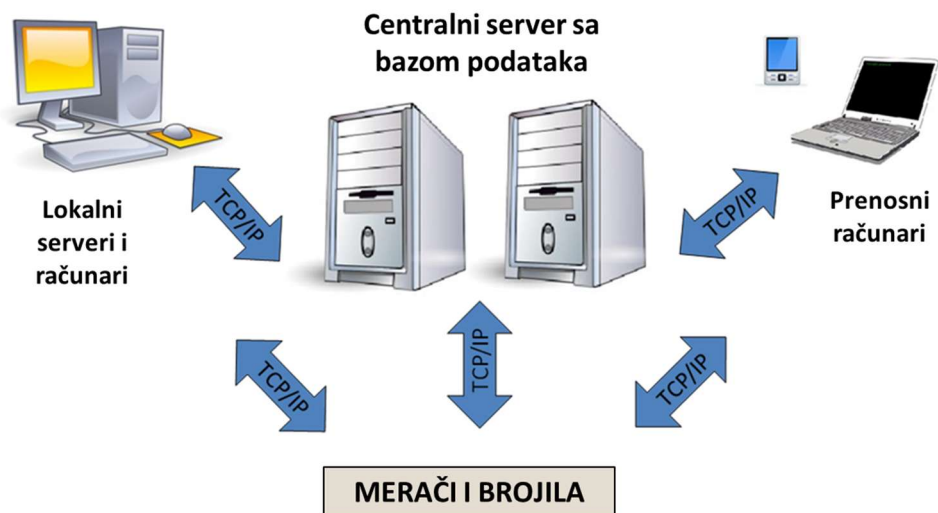 Centralni server sa
bazom podataka
Lokalni
serveri i
računari
TCP/IP
TCP/IP
Prenosni
računari
TCP/IP
TCP/IP
TCP/IP
MERAČI I BROJILA